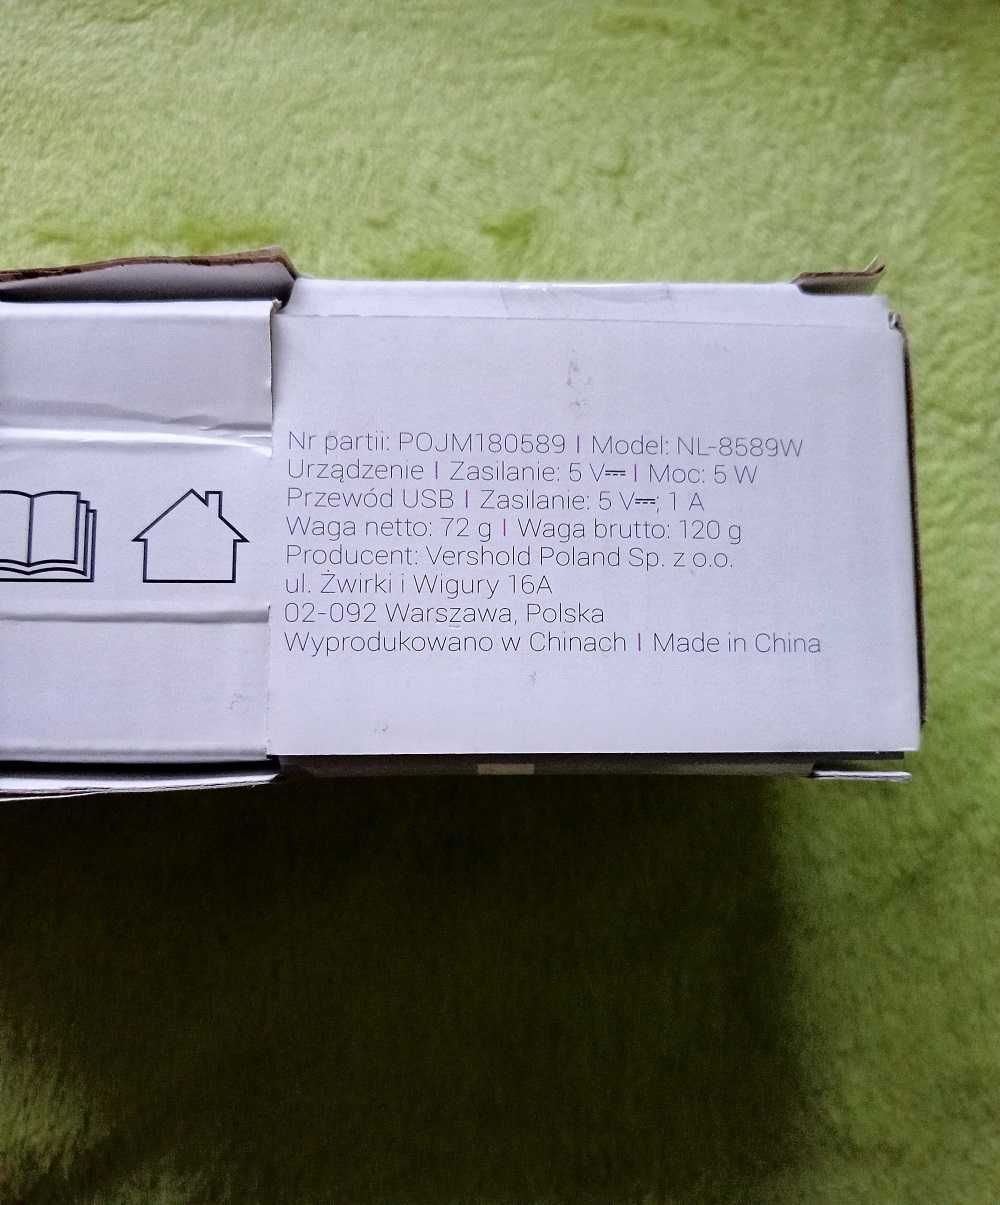 Nr partii: POJM180589 | Model: NL-8589W
Urządzenie | Zasilanie: 5 V⎓ | Moc: 5 W
Przewód USB | Zasilanie: 5 V⎓; 1 A
Waga netto: 72 g | Waga brutto: 120 g
Producent: Vershold Poland Sp. z o.o.
ul. Żwirki i Wigury 16A
02-092 Warszawa, Polska
Wyprodukowano w Chinach | Made in China